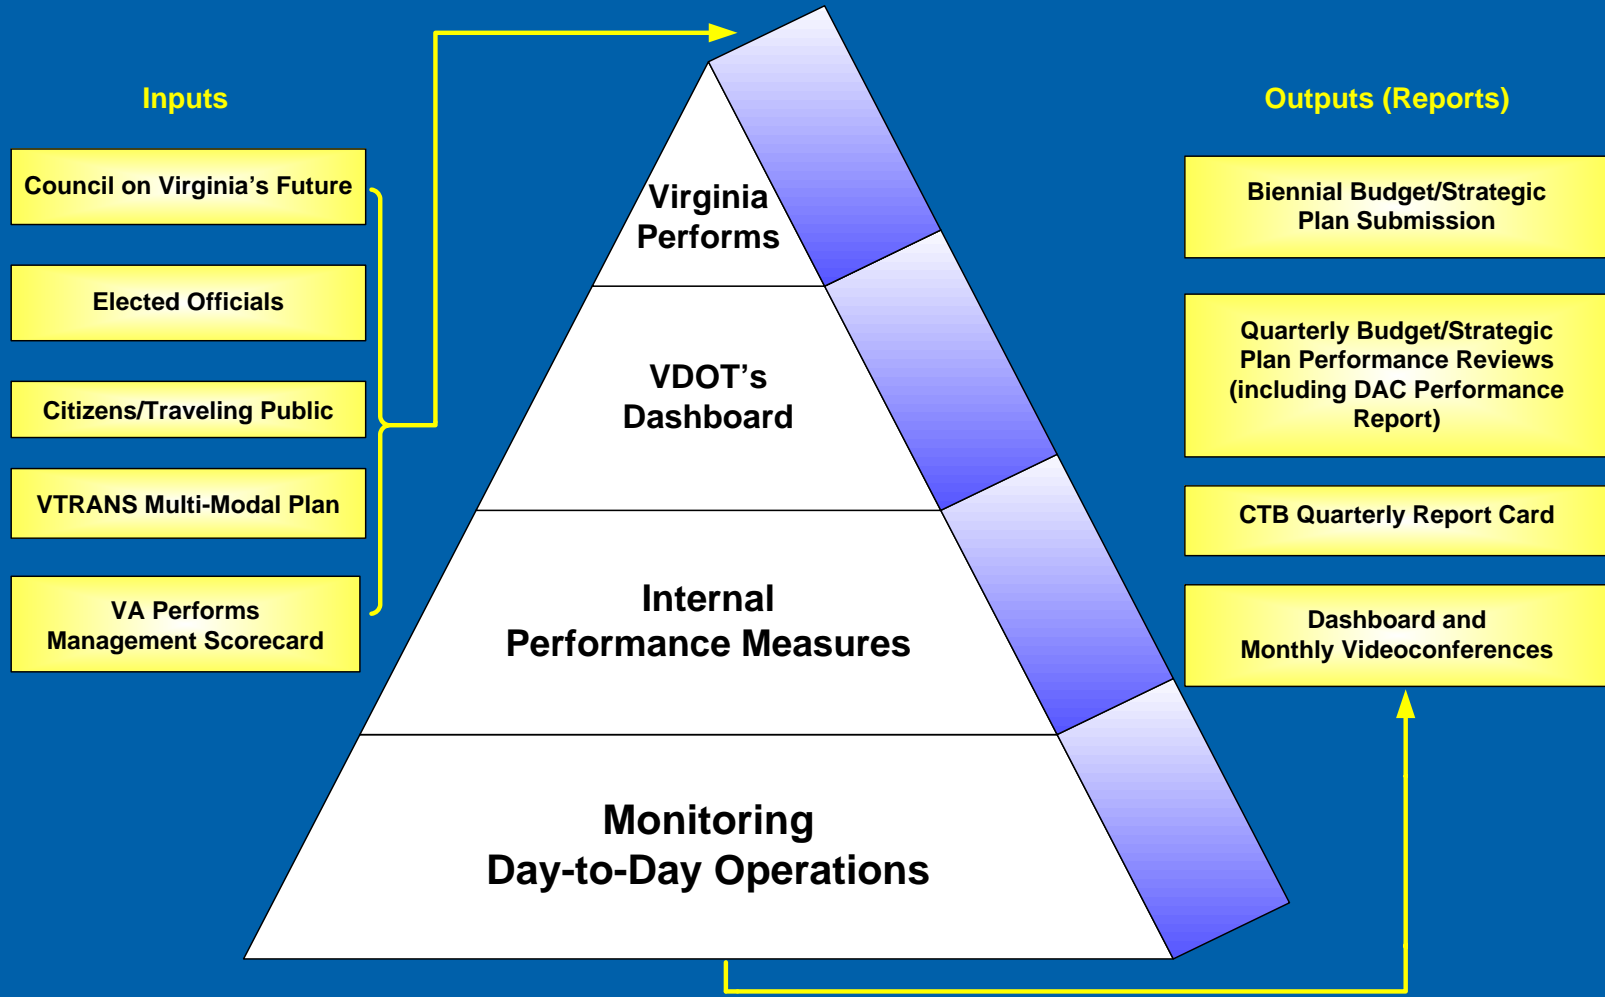 Inputs
Council on Virginia's Future
Elected Officials
Citizens/Traveling Public
VTRANS Multi-Modal Plan
VA Performs
Management Scorecard
Virginia
Performs
VDOT's
Dashboard
Internal
Performance Measures
Monitoring
Day-to-Day Operations
Outputs (Reports)
Biennial Budget/Strategic
Plan Submission
Quarterly Budget/Strategic
Plan Performance Reviews
(including DAC Performance
Report)
CTB Quarterly Report Card
Dashboard and
Monthly Videoconferences